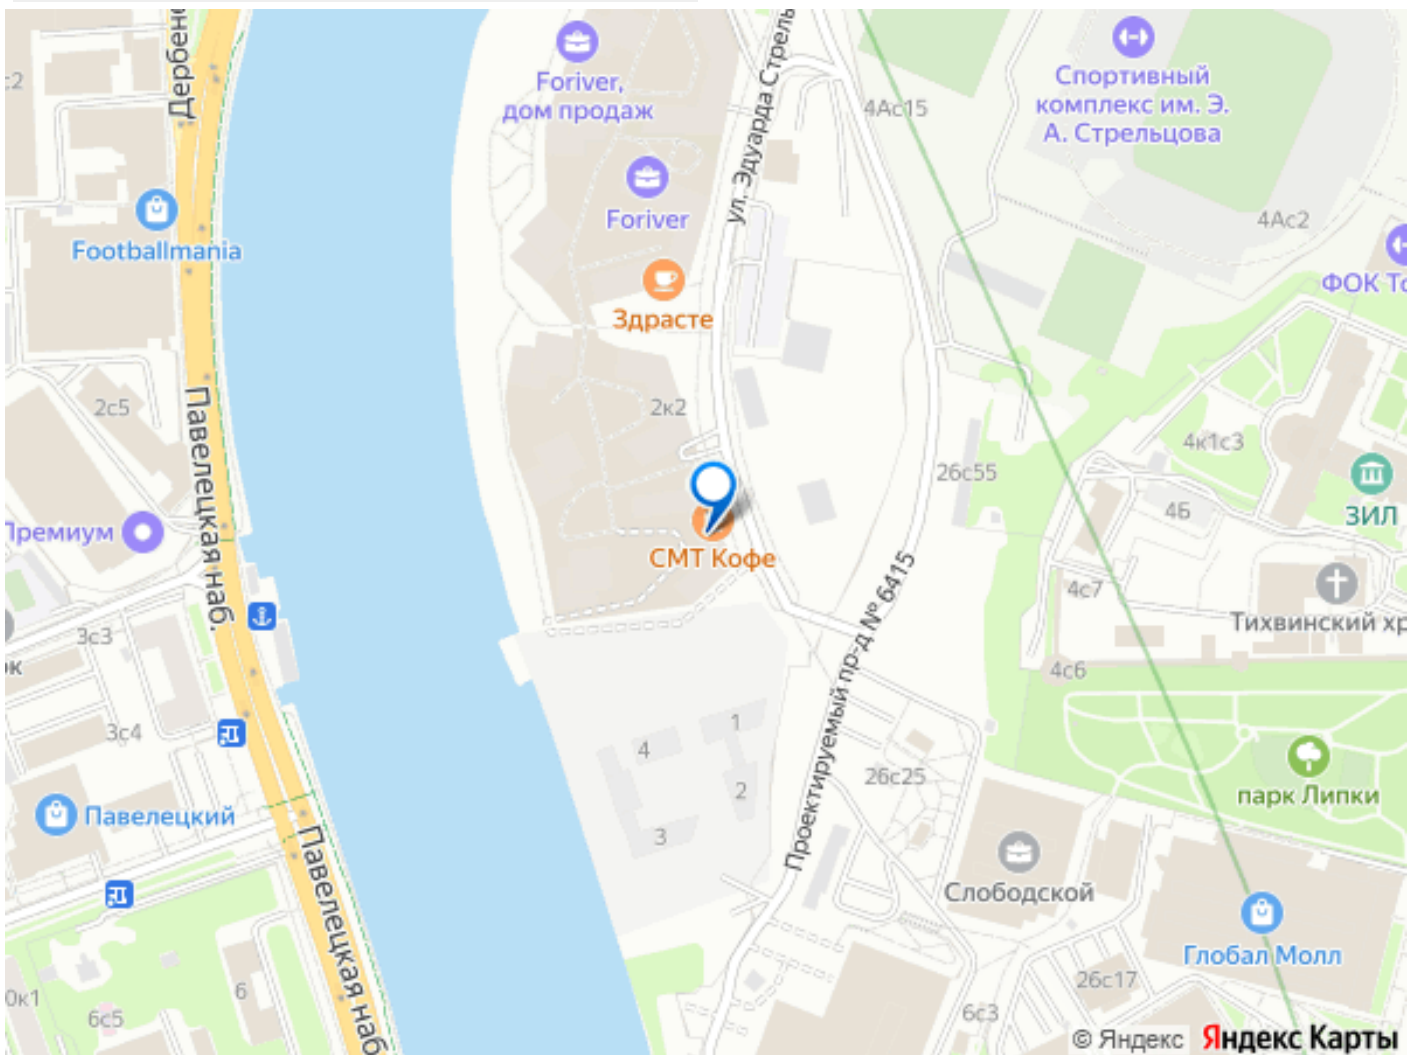 Дербен
с2
Foriver,
дом продаж
ул. Эдуарда Стрель
4Ас15
Спортивный
комплекс им. Э.
А. Стрельцова
Foriver
4Ас2
Footballmania
ФОК То
Здрасте
2с5
2к2
Павелецкая наб.
4к1с3
26с55
4Б
ЗИЛ
Премиум
СМТ Кофе
Проектируемый пр-д № 6415
4с7
Тихвинский хр
3с3
ок
4с6
3с4
1
4
2
3
26с25
парк Липки
Павелецкий
Слободской
Павелецкая наб
Глобал Молл
0к1
6
6с5
26с17
6с3
© Яндекс Яндекс Карты